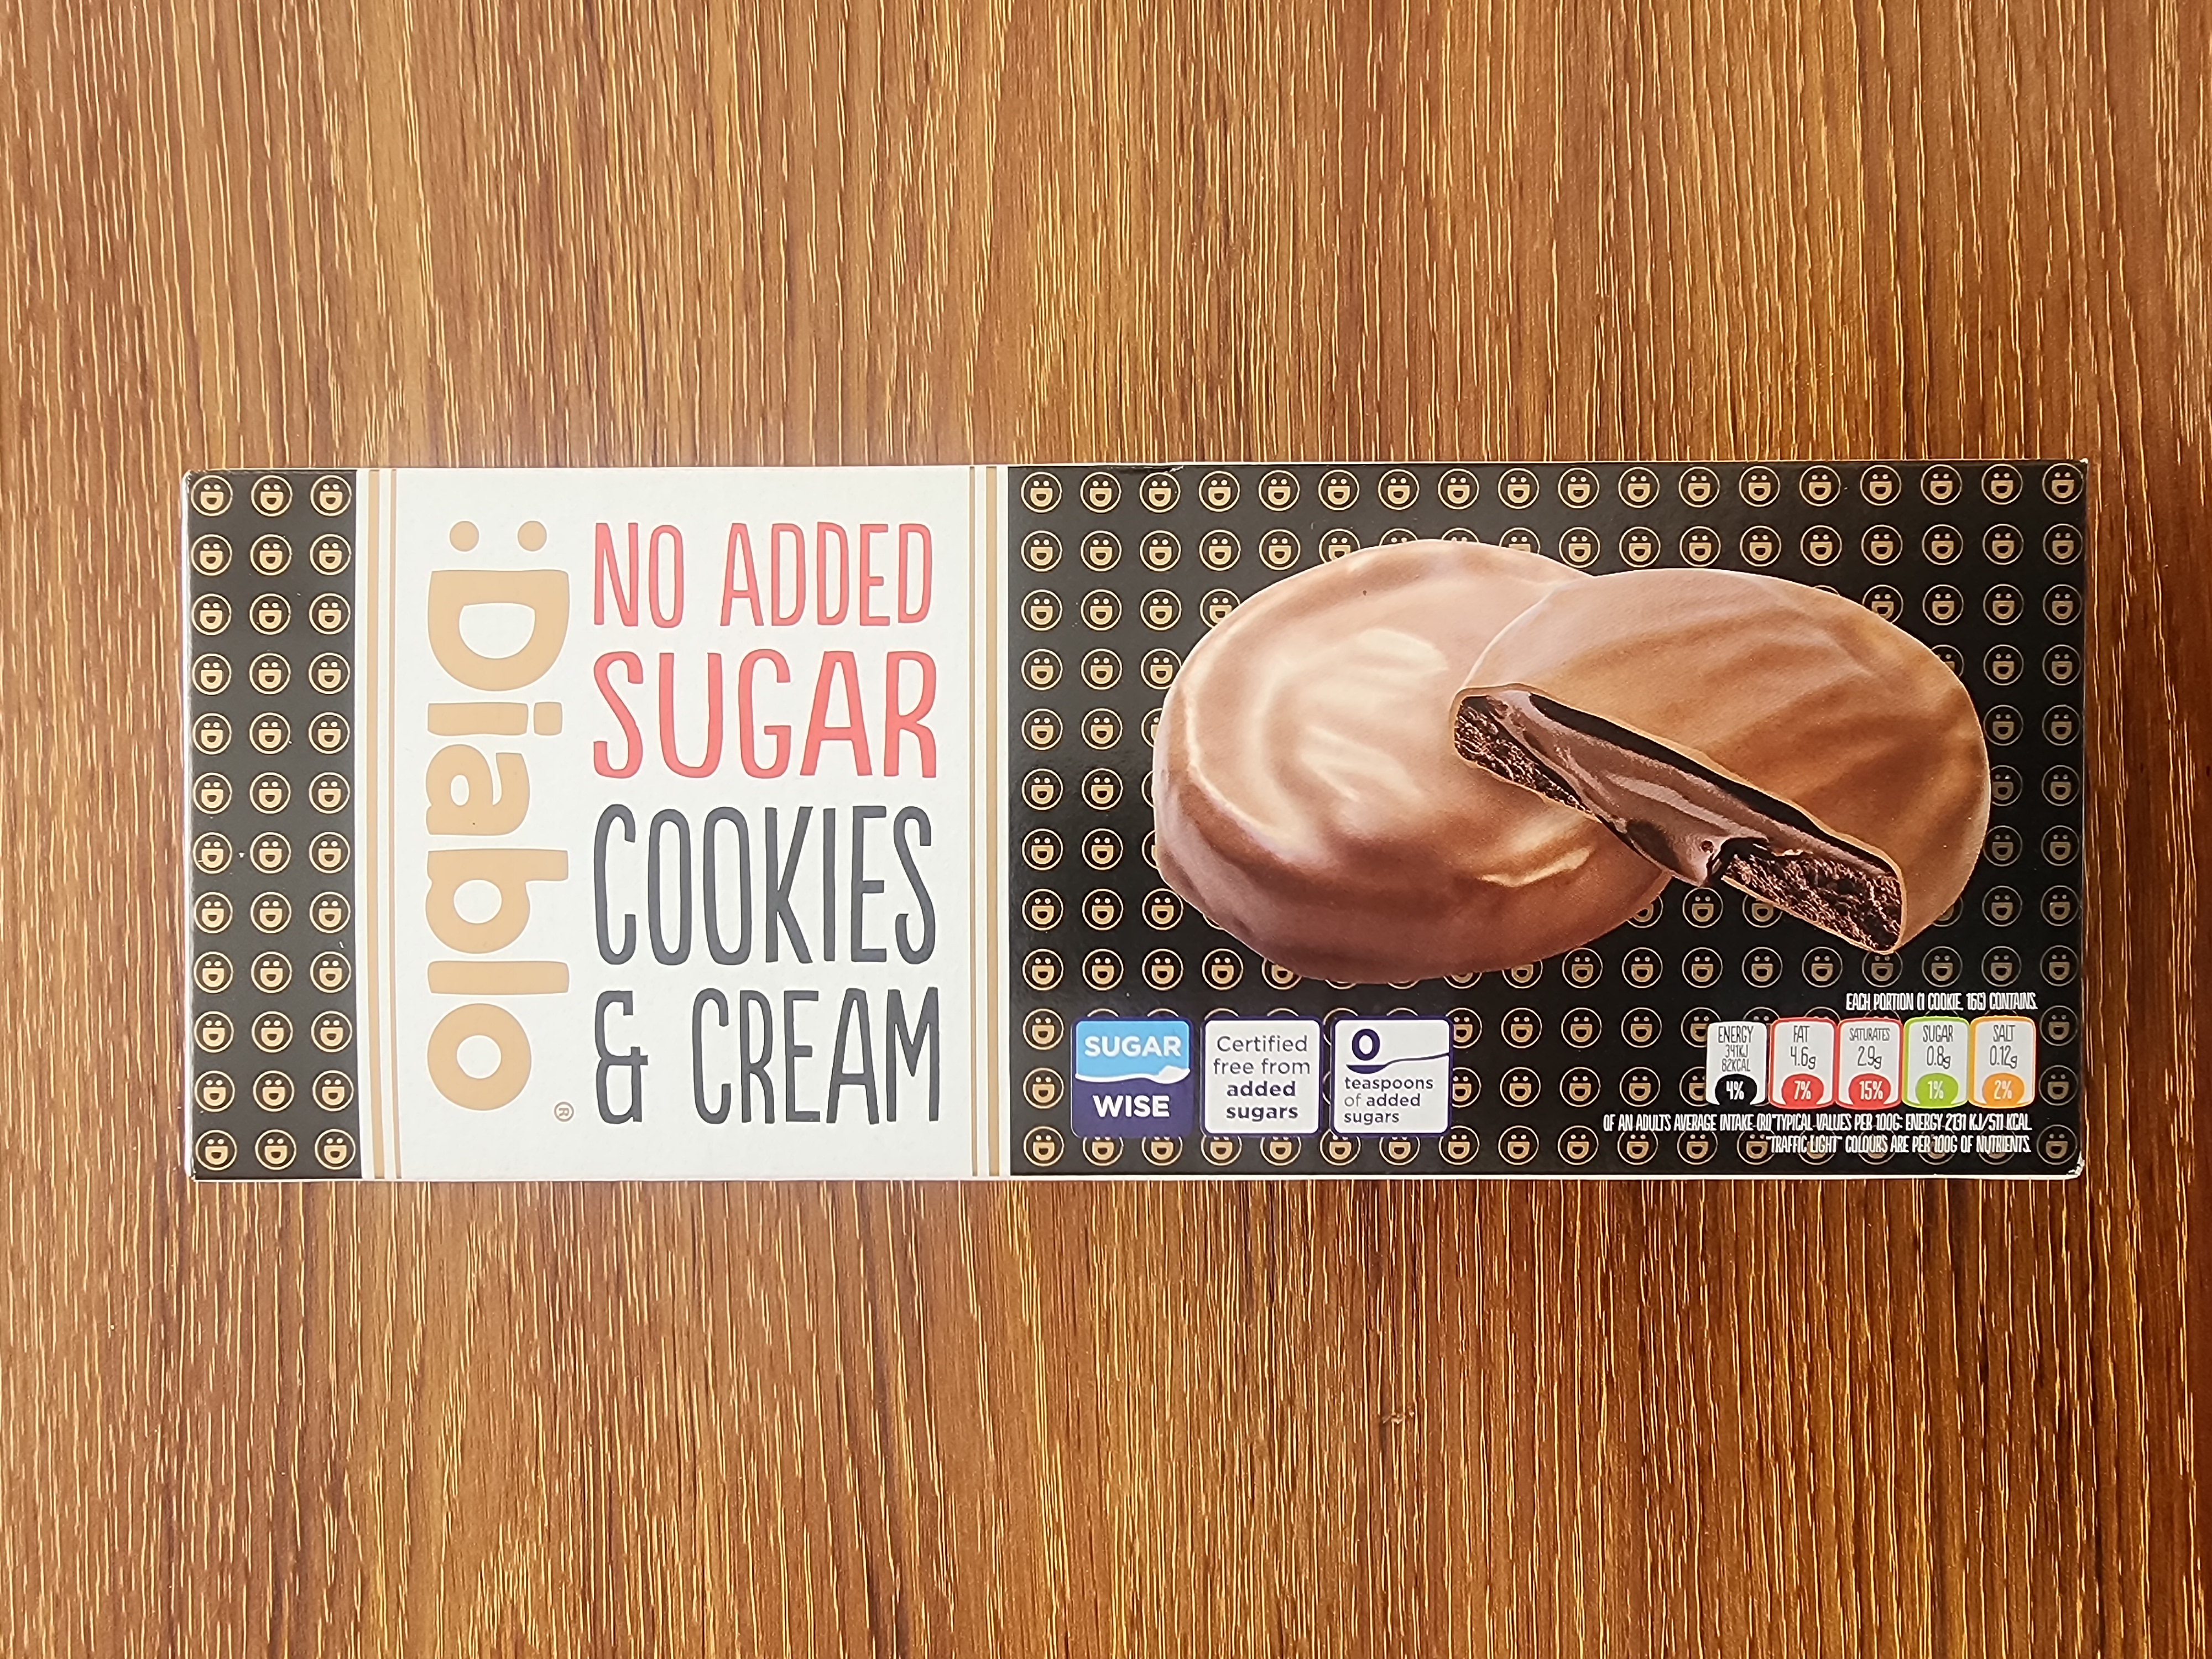 :Diablo
®
NO ADDED
SUGAR
COOKIES
& CREAM
SUGAR
WISE
Certified
free from
added
sugars
0
teaspoons
of added
sugars
EACH PORTION (1 COOKIE, 16G) CONTAINS
ENERGY
341KJ
82KCAL
4%
FAT
4.6g
7%
SATURATES
2.9g
15%
SUGAR
0.8g
1%
SALT
0.12g
2%
OF AN ADULTS AVERAGE INTAKE (RI)"TYPICAL VALUES PER 100G: ENERGY 2131 KJ/511 KCAL
"TRAFFIC LIGHT" COLOURS ARE PER 100G OF NUTRIENTS.